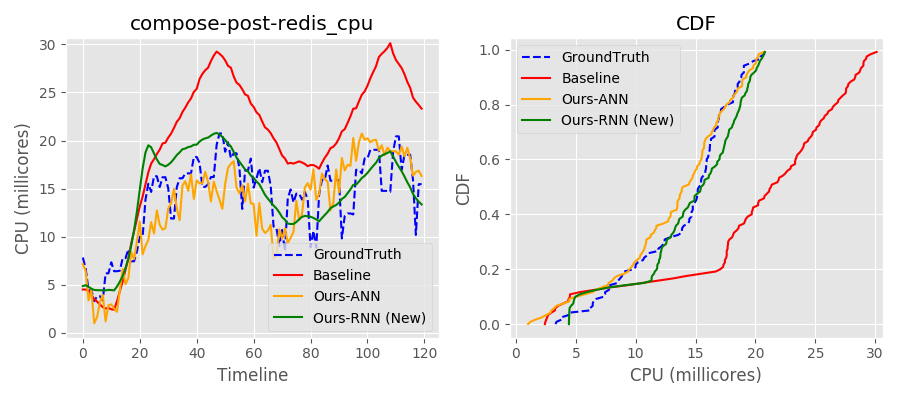 compose-post-redis_cpu
30
25
20
15
10
5
0
CPU (millicores)
0 20 40 60 80 100 120
Timeline
GroundTruth
Baseline
Ours-ANN
Ours-RNN (New)
CDF
1.0
0.8
0.6
0.4
0.2
0.0
CDF
0 5 10 15 20 25 30
CPU (millicores)
GroundTruth
Baseline
Ours-ANN
Ours-RNN (New)